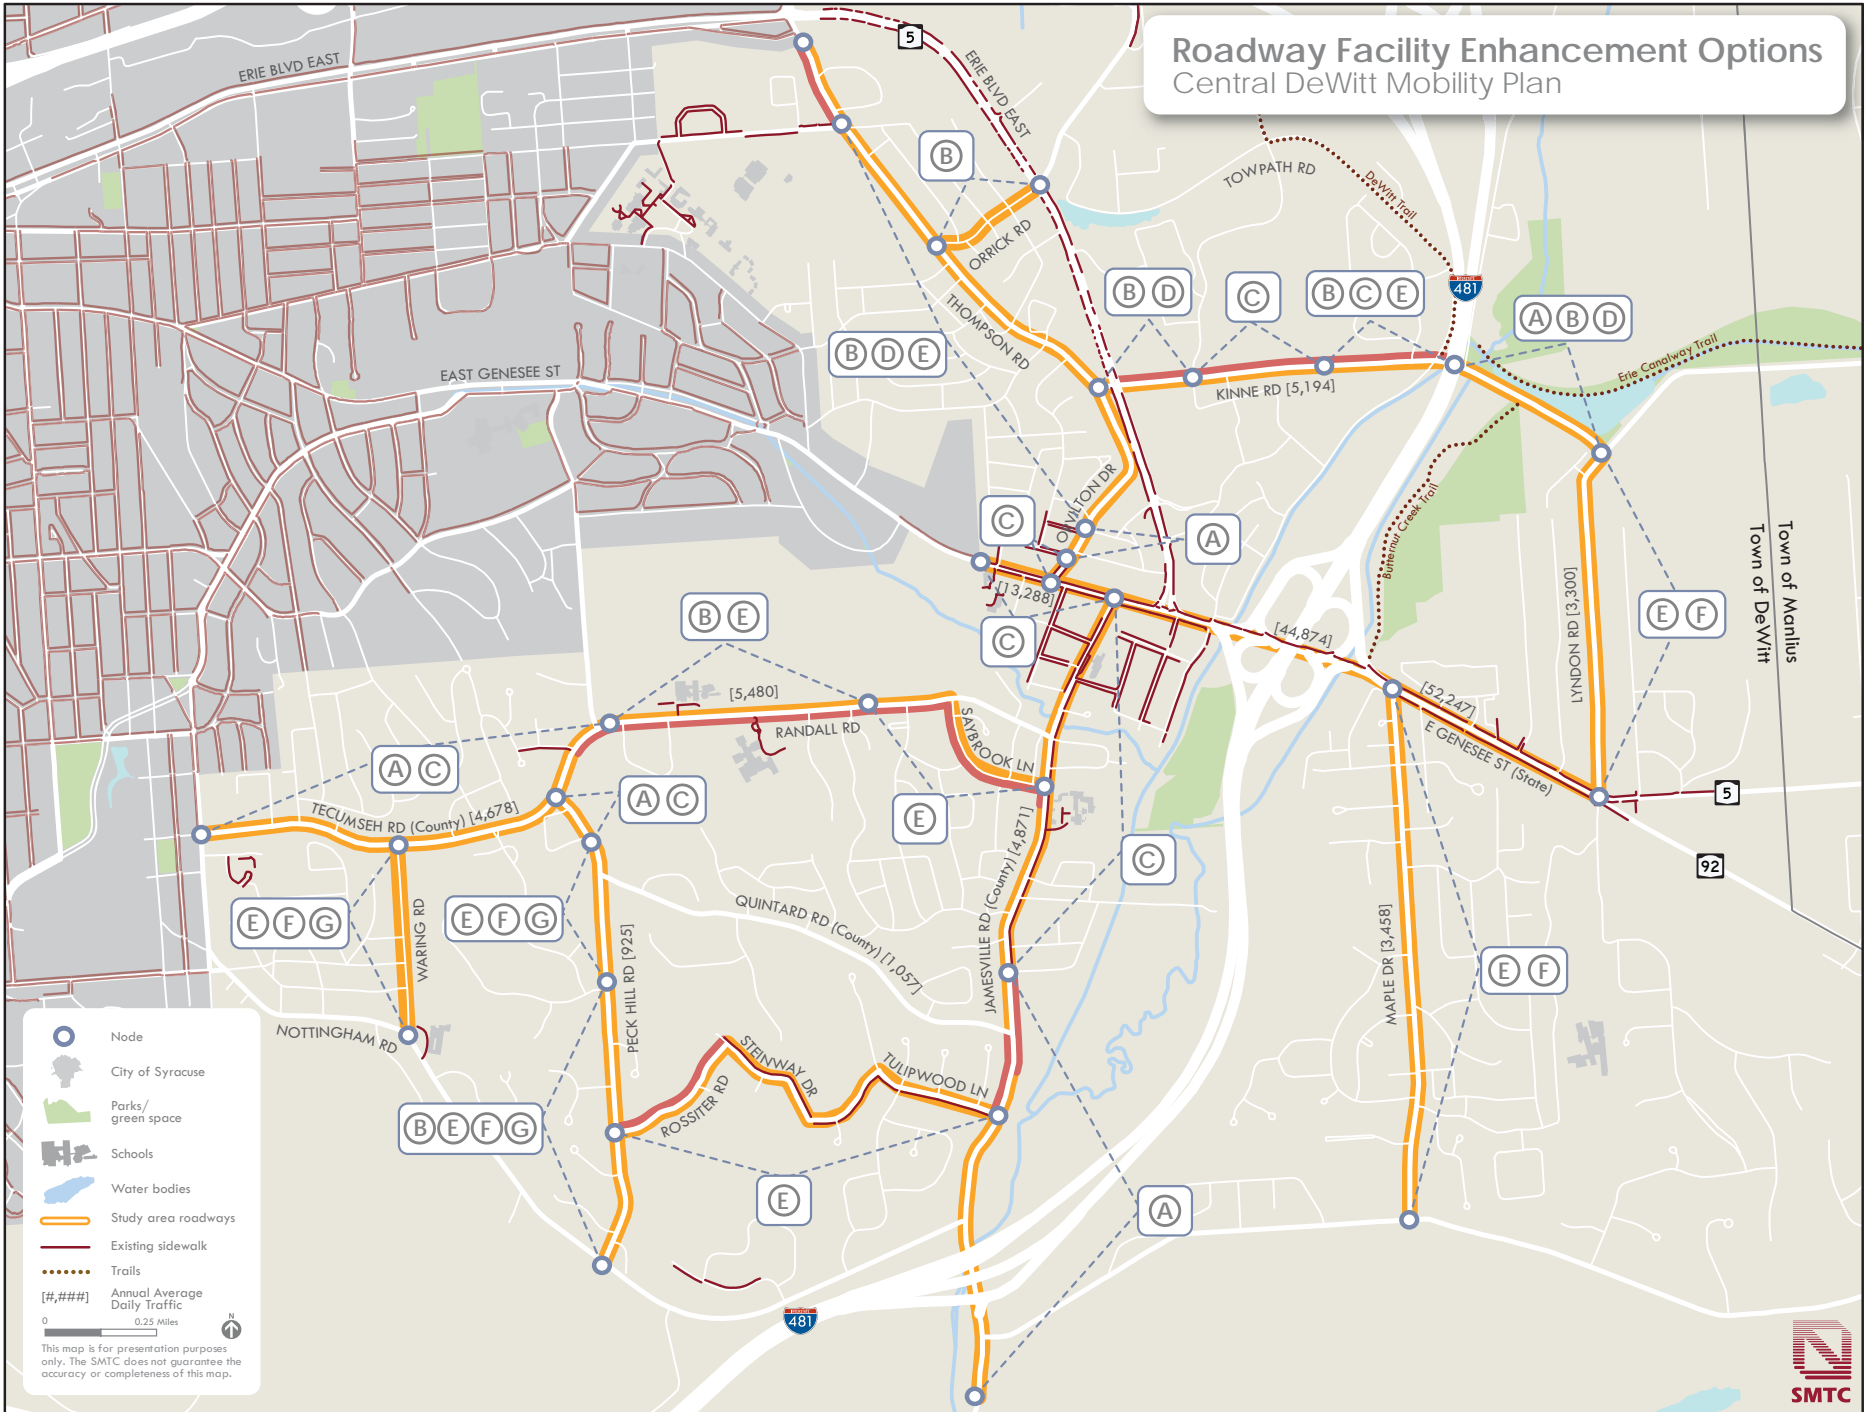 Roadway Facility Enhancement Options
Central DeWitt Mobility Plan
5
ERIE BLVD EAST
ERIE BLVD EAST
B
TOWPATH RD
DeWitt Trail
ORRICK RD
481
B D
C
B C E
A B D
THOMPSON RD
B D E
EAST GENESEE ST
KINNE RD [5,194]
Erie Canalway Trail
C
A
Butternut Creek Trail
[13,288]
C
[44,874]
LYNDON RD [3,300]
E F
Town of Manlius
Town of DeWitt
B E
[5,480]
RANDALL RD
SAYBROOK LN
[52,247]
E GENESEE ST (State)
5
A C
A C
TECUMSEH RD (County) [4,678]
E
C
92
E F G
WARING RD
E F G
PECK HILL RD [925]
QUINTARD RD (County) [1,057]
JAMESVILLE RD (County) [4,871]
MAPLE DR [3,458]
E F
NOTTINGHAM RD
STEINWAY DR
TULIPWOOD LN
ROSSITER RD
B E F G
E
A
481
Node
City of Syracuse
Parks/
green space
Schools
Water bodies
Study area roadways
Existing sidewalk
Trails
[#,###] Annual Average
Daily Traffic
0 0.25 Miles
N
This map is for presentation purposes
only. The SMTC does not guarantee the
accuracy or completeness of this map.
SMTC